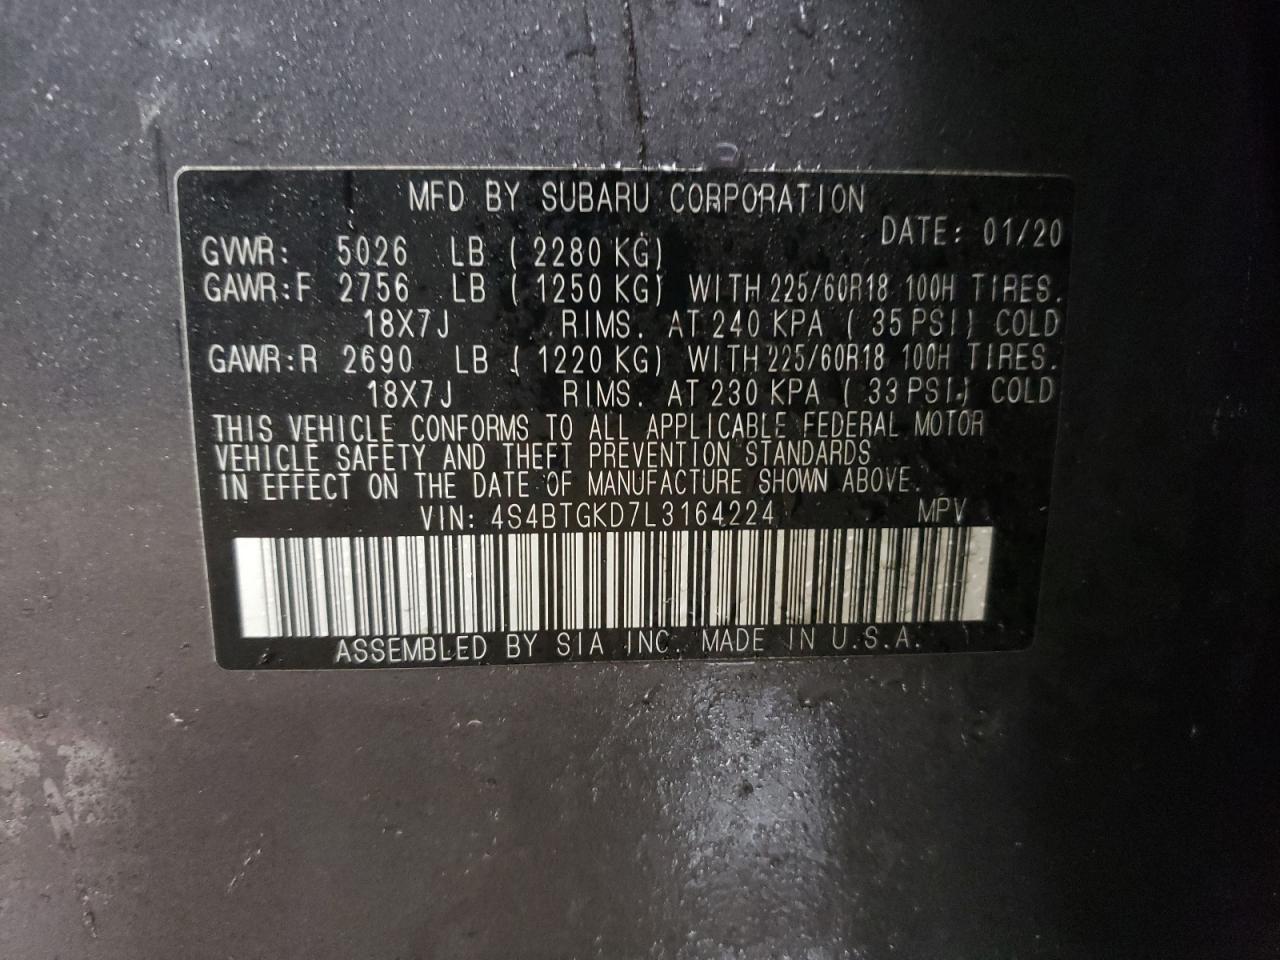 MFD BY SUBARU CORPORATION
DATE: 01/20
GVWR: 5026 LB ( 2280 KG)
GAWR:F 2756 LB ( 1250 KG) WITH 225/60R18 100H TIRES.
18X7J RIMS. AT 240 KPA ( 35 PSI) COLD
GAWR:R 2690 LB ( 1220 KG) WITH 225/60R18 100H TIRES.
18X7J RIMS. AT 230 KPA ( 33 PSI) COLD
THIS VEHICLE CONFORMS TO ALL APPLICABLE FEDERAL MOTOR
VEHICLE SAFETY AND THEFT PREVENTION STANDARDS
IN EFFECT ON THE DATE OF MANUFACTURE SHOWN ABOVE.
VIN: 4S4BTGKD7L3164224 MPV
ASSEMBLED BY SIA INC. MADE IN U.S.A.